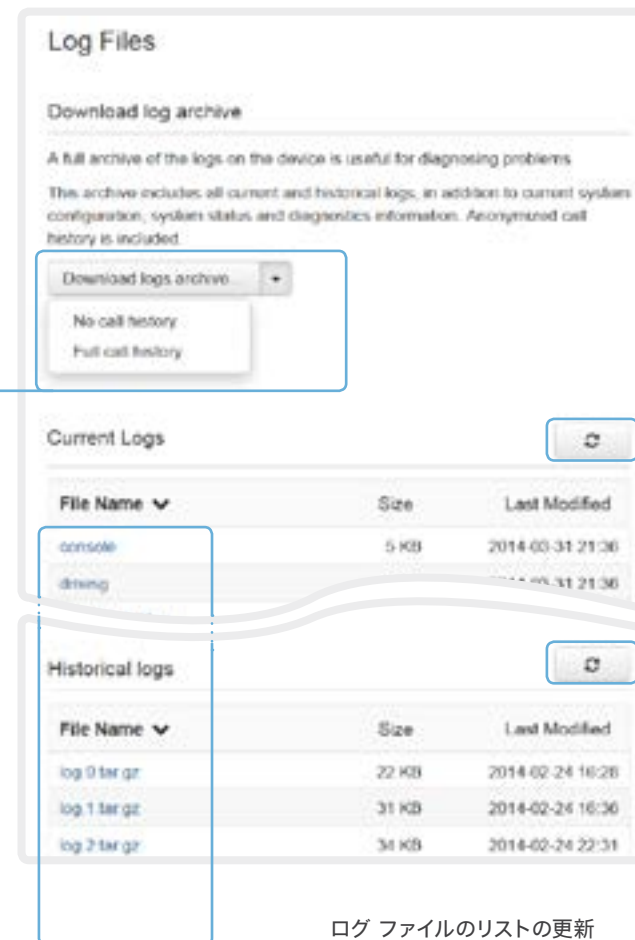 Log Files
Download log archive
A full archive of the logs on the device is useful for diagnosing problems
This archive includes all current and historical logs, in addition to current system
configuration, system status and diagnostics information. Anonymized call
history is included.
Download logs archive...
No call history
Full call history
Current Logs
File Name Size Last Modified
console 5 KB 2014-03-31 21:36
21:36
Historical logs
File Name Size Last Modified
log.0.tar.gz 22 KB 2014-02-24 16:28
log.1.tar.gz 31 KB 2014-02-24 16:36
log.2.tar.gz 34 KB 2014-02-24 22:31
ログ ファイルのリストの更新